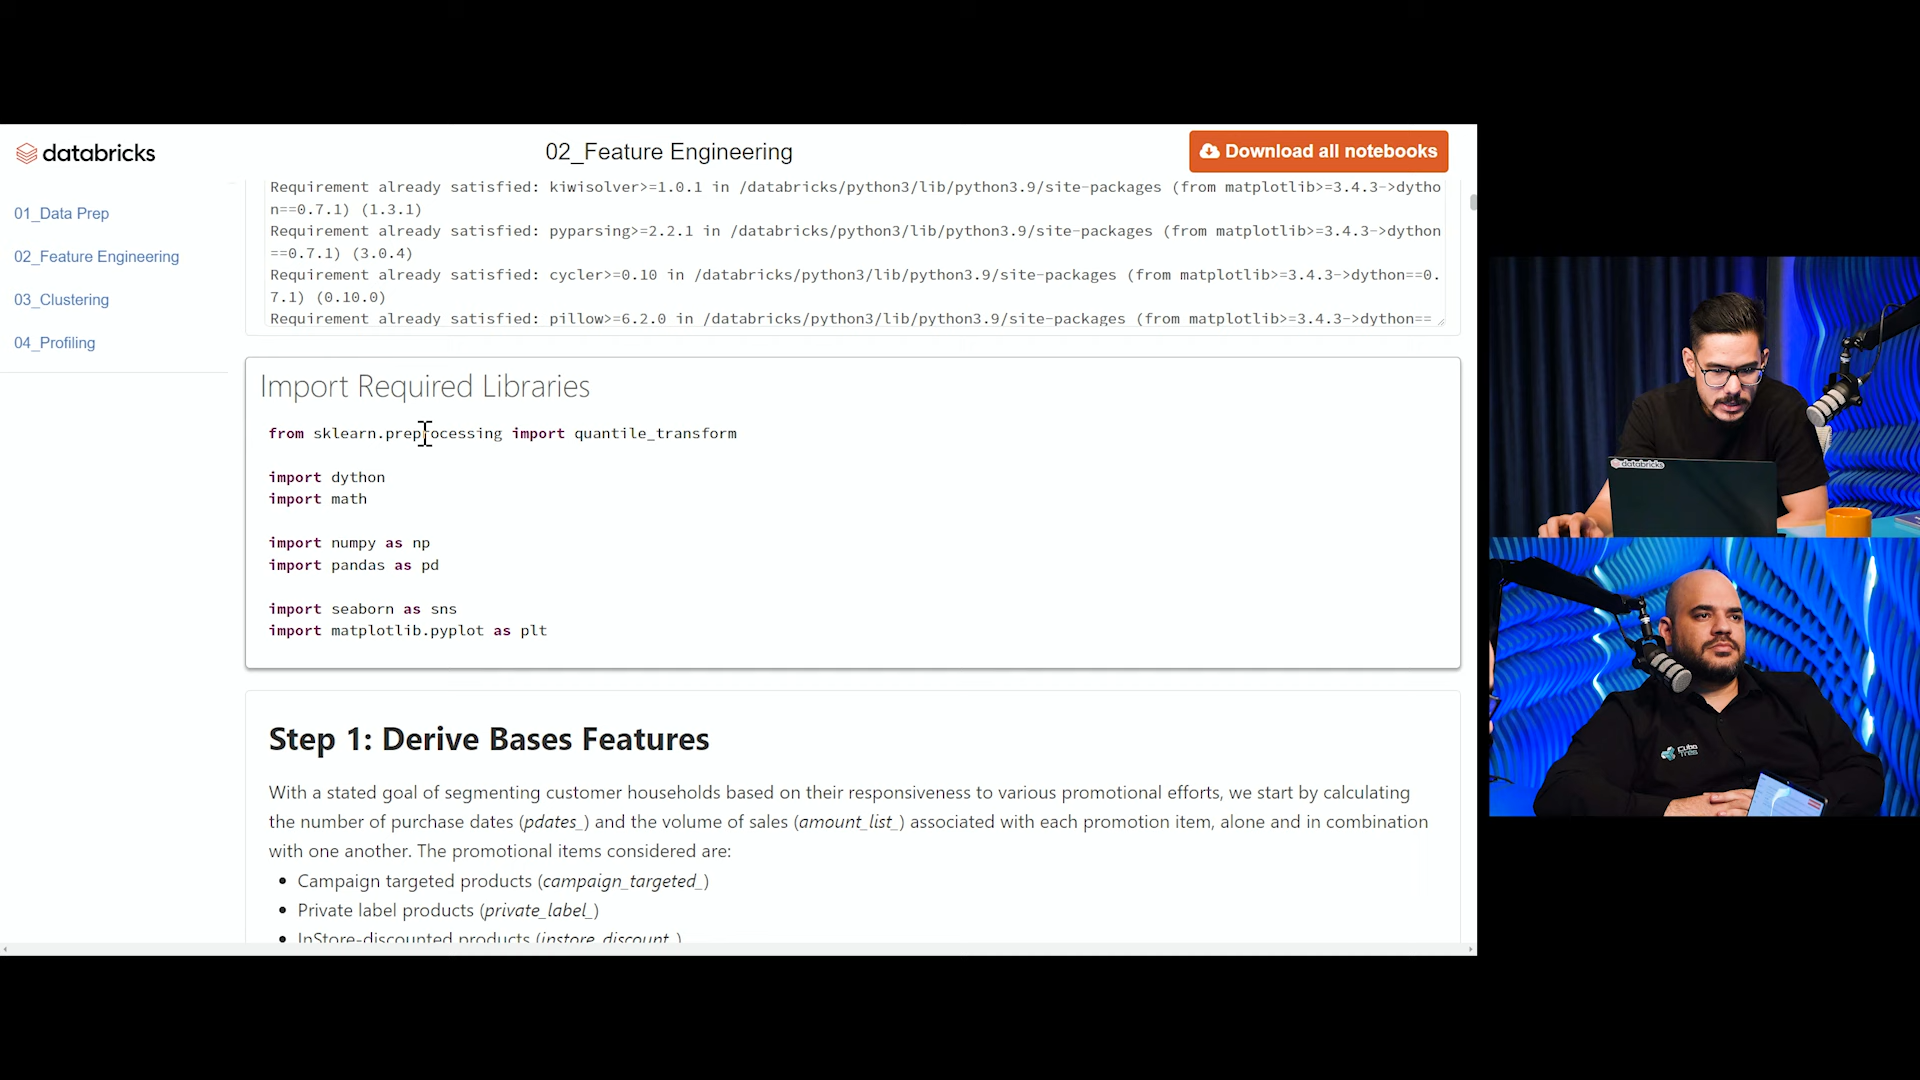 databricks
02_Feature Engineering
Download all notebooks
01_Data Prep
02_Feature Engineering
03_Clustering
04_Profiling
Requirement already satisfied: kiwisolver>=1.0.1 in /databricks/python3/lib/python3.9/site-packages (from matplotlib>=3.4.3->dytho
n==0.7.1) (1.3.1)
Requirement already satisfied: pyparsing>=2.2.1 in /databricks/python3/lib/python3.9/site-packages (from matplotlib>=3.4.3->dython
==0.7.1) (3.0.4)
Requirement already satisfied: cycler>=0.10 in /databricks/python3/lib/python3.9/site-packages (from matplotlib>=3.4.3->dython==0.
7.1) (0.10.0)
Requirement already satisfied: pillow>=6.2.0 in /databricks/python3/lib/python3.9/site-packages (from matplotlib>=3.4.3->dython==
Import Required Libraries
from sklearn.preprocessing import quantile_transform
import dython
import math
import numpy as np
import pandas as pd
import seaborn as sns
import matplotlib.pyplot as plt
Step 1: Derive Bases Features
With a stated goal of segmenting customer households based on their responsiveness to various promotional efforts, we start by calculating
the number of purchase dates (pdates_) and the volume of sales (amount_list_) associated with each promotion item, alone and in combination
with one another. The promotional items considered are:
• Campaign targeted products (campaign_targeted_)
• Private label products (private_label_)
• InStore-discounted products (instore_discount_)
databricks
Cubo
Três